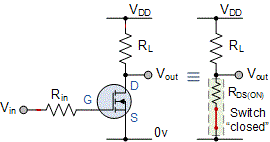 VDD VDD
RL RL
Vout ≡ Vout
D
Rin G RDS(ON)
Vin
S Switch
"closed"
0v